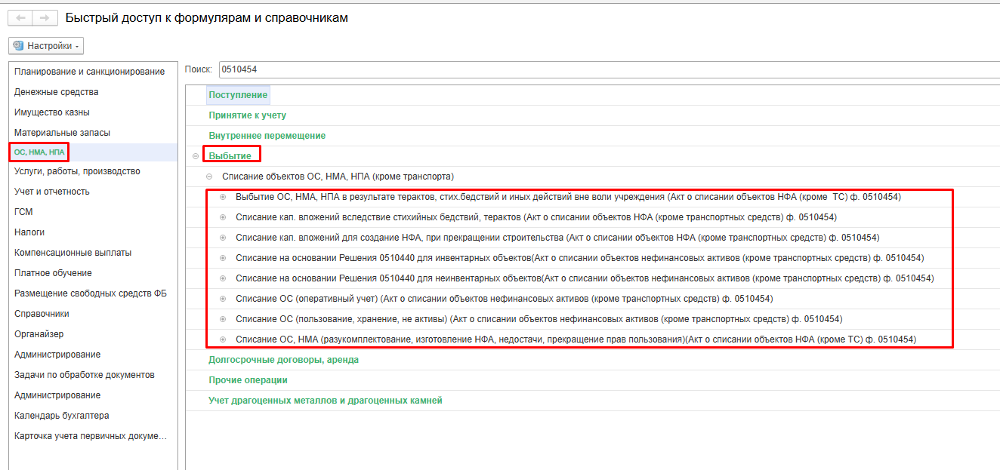 Быстрый доступ к формулярам и справочникам
Настройки
Планирование и санкционирование
Денежные средства
Имущество казны
Материальные запасы
ОС, НМА, НПА
Услуги, работы, производство
Учет и отчетность
ГСМ
Налоги
Компенсационные выплаты
Платное обучение
Размещение свободных средств ФБ
Справочники
Органайзер
Администрирование
Задачи по обработке документов
Администрирование
Календарь бухгалтера
Карточка учета первичных докуме...
Поиск: 0510454
Поступление
Принятие к учету
Внутреннее перемещение
Выбытие
Списание объектов ОС, НМА, НПА (кроме транспорта)
Выбытие ОС, НМА, НПА в результате терактов, стих.бедствий и иных действий вне воли учреждения (Акт о списании объектов НФА (кроме  ТС) ф. 0510454)
Списание кап. вложений вследствие стихийных бедствий, терактов (Акт о списании объектов НФА (кроме транспортных средств) ф. 0510454)
Списание кап. вложений для создание НФА, при прекращении строительства (Акт о списании объектов НФА (кроме транспортных средств) ф. 0510454)
Списание на основании Решения 0510440 для инвентарных объектов(Акт о списании объектов нефинансовых активов (кроме транспортных средств) ф. 0510454)
Списание на основании Решения 0510440 для неинвентарных объектов(Акт о списании объектов нефинансовых активов (кроме транспортных средств) ф. 0510454)
Списание ОС (оперативный учет) (Акт о списании объектов нефинансовых активов (кроме транспортных средств) ф. 0510454)
Списание ОС (пользование, хранение, не активы) (Акт о списании объектов нефинансовых активов (кроме транспортных средств) ф. 0510454)
Списание ОС, НМА (разукомплектование, изготовление НФА, недостачи, прекращение прав пользования)(Акт о списании объектов НФА (кроме ТС) ф. 0510454)
Долгосрочные договоры, аренда
Прочие операции
Учет драгоценных металлов и драгоценных камней